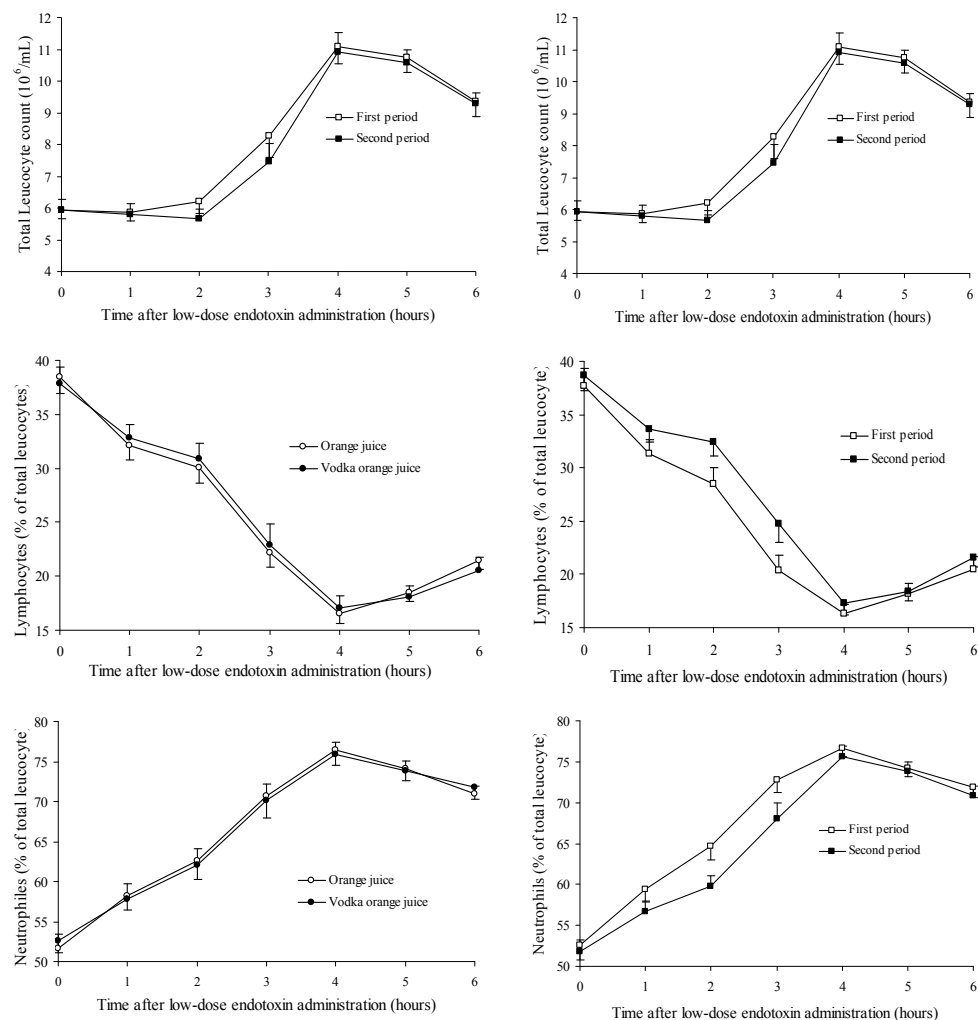 Total Leucocyte count (10^6/mL)
12
11
10
9
8
7
6
5
4
First period
Second period
0 1 2 3 4 5 6
Time after low-dose endotoxin administration (hours)
Total Leucocyte count (10^6/mL)
12
11
10
9
8
7
6
5
4
First period
Second period
0 1 2 3 4 5 6
Time after low-dose endotoxin administration (hours)
Lymphocytes (% of total leucocytes)
40
35
30
25
20
15
Orange juice
Vodka orange juice
0 1 2 3 4 5 6
Time after low-dose endotoxin administration (hours)
Lymphocytes (% of total leucocyte)
40
35
30
25
20
15
First period
Second period
0 1 2 3 4 5 6
Time after low-dose endotoxin administration (hours)
Neutrophiles (% of total leucocyte)
80
75
70
65
60
55
50
Orange juice
Vodka orange juice
0 1 2 3 4 5 6
Time after low-dose endotoxin administration (hours)
Neutrophils (% of total leucocyte)
80
75
70
65
60
55
50
First period
Second period
0 1 2 3 4 5 6
Time after low-dose endotoxin administration (hours)